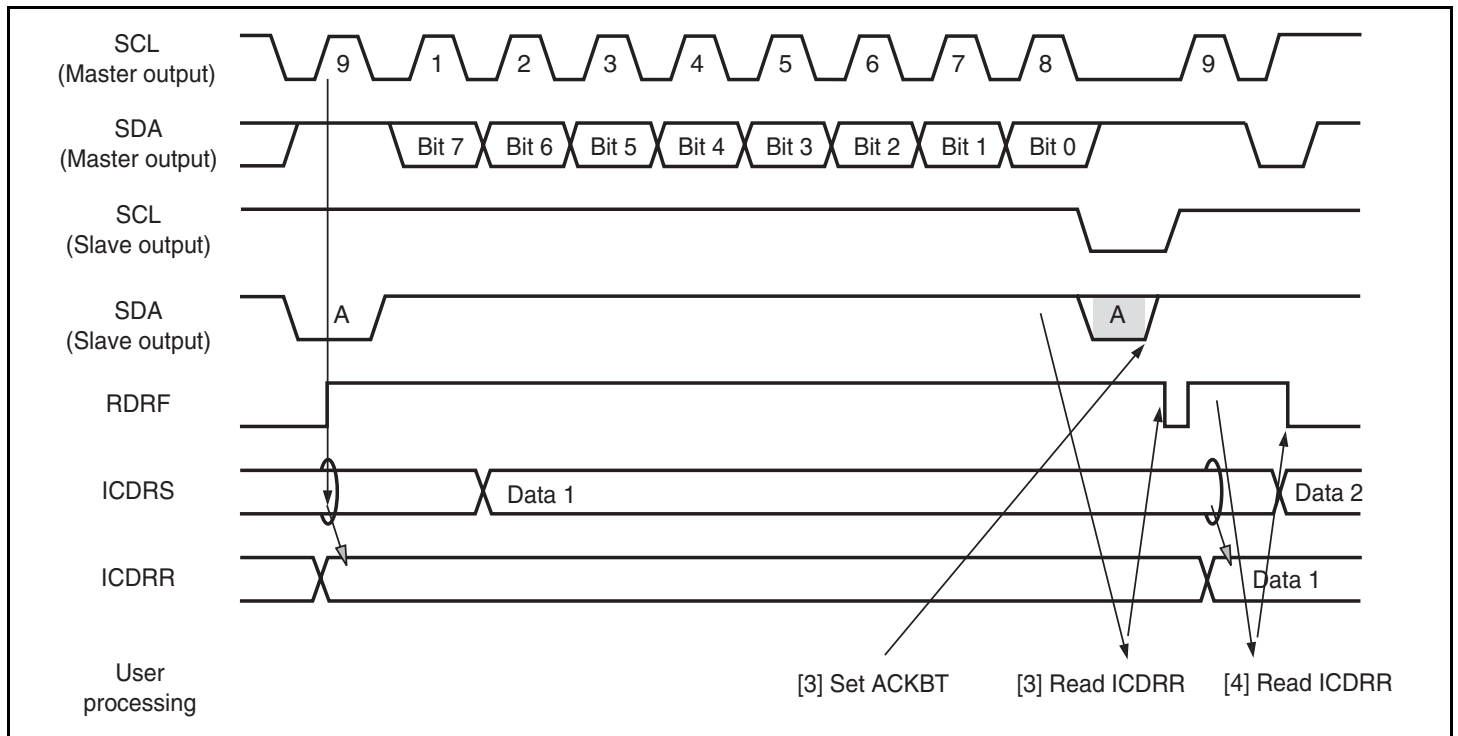 SCL
(Master output)
9 1 2 3 4 5 6 7 8 9
SDA
(Master output)
Bit 7 Bit 6 Bit 5 Bit 4 Bit 3 Bit 2 Bit 1 Bit 0
SCL
(Slave output)
SDA
(Slave output)
A A
RDRF
ICDRS
Data 1 Data 2
ICDRR
Data 1
User
processing
[3] Set ACKBT [3] Read ICDRR [4] Read ICDRR